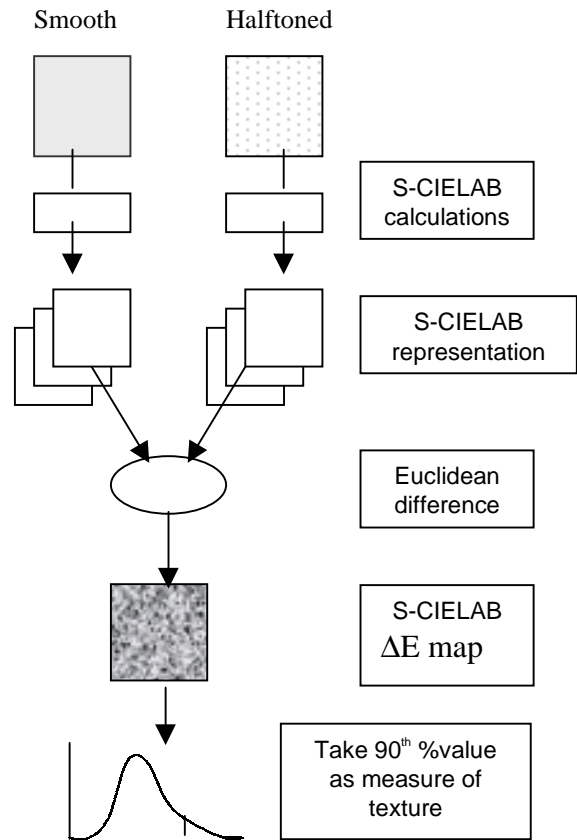 Smooth Halftoned
S-CIELAB
calculations
S-CIELAB
representation
Euclidean
difference
S-CIELAB
ΔE map
Take 90th %value
as measure of
texture